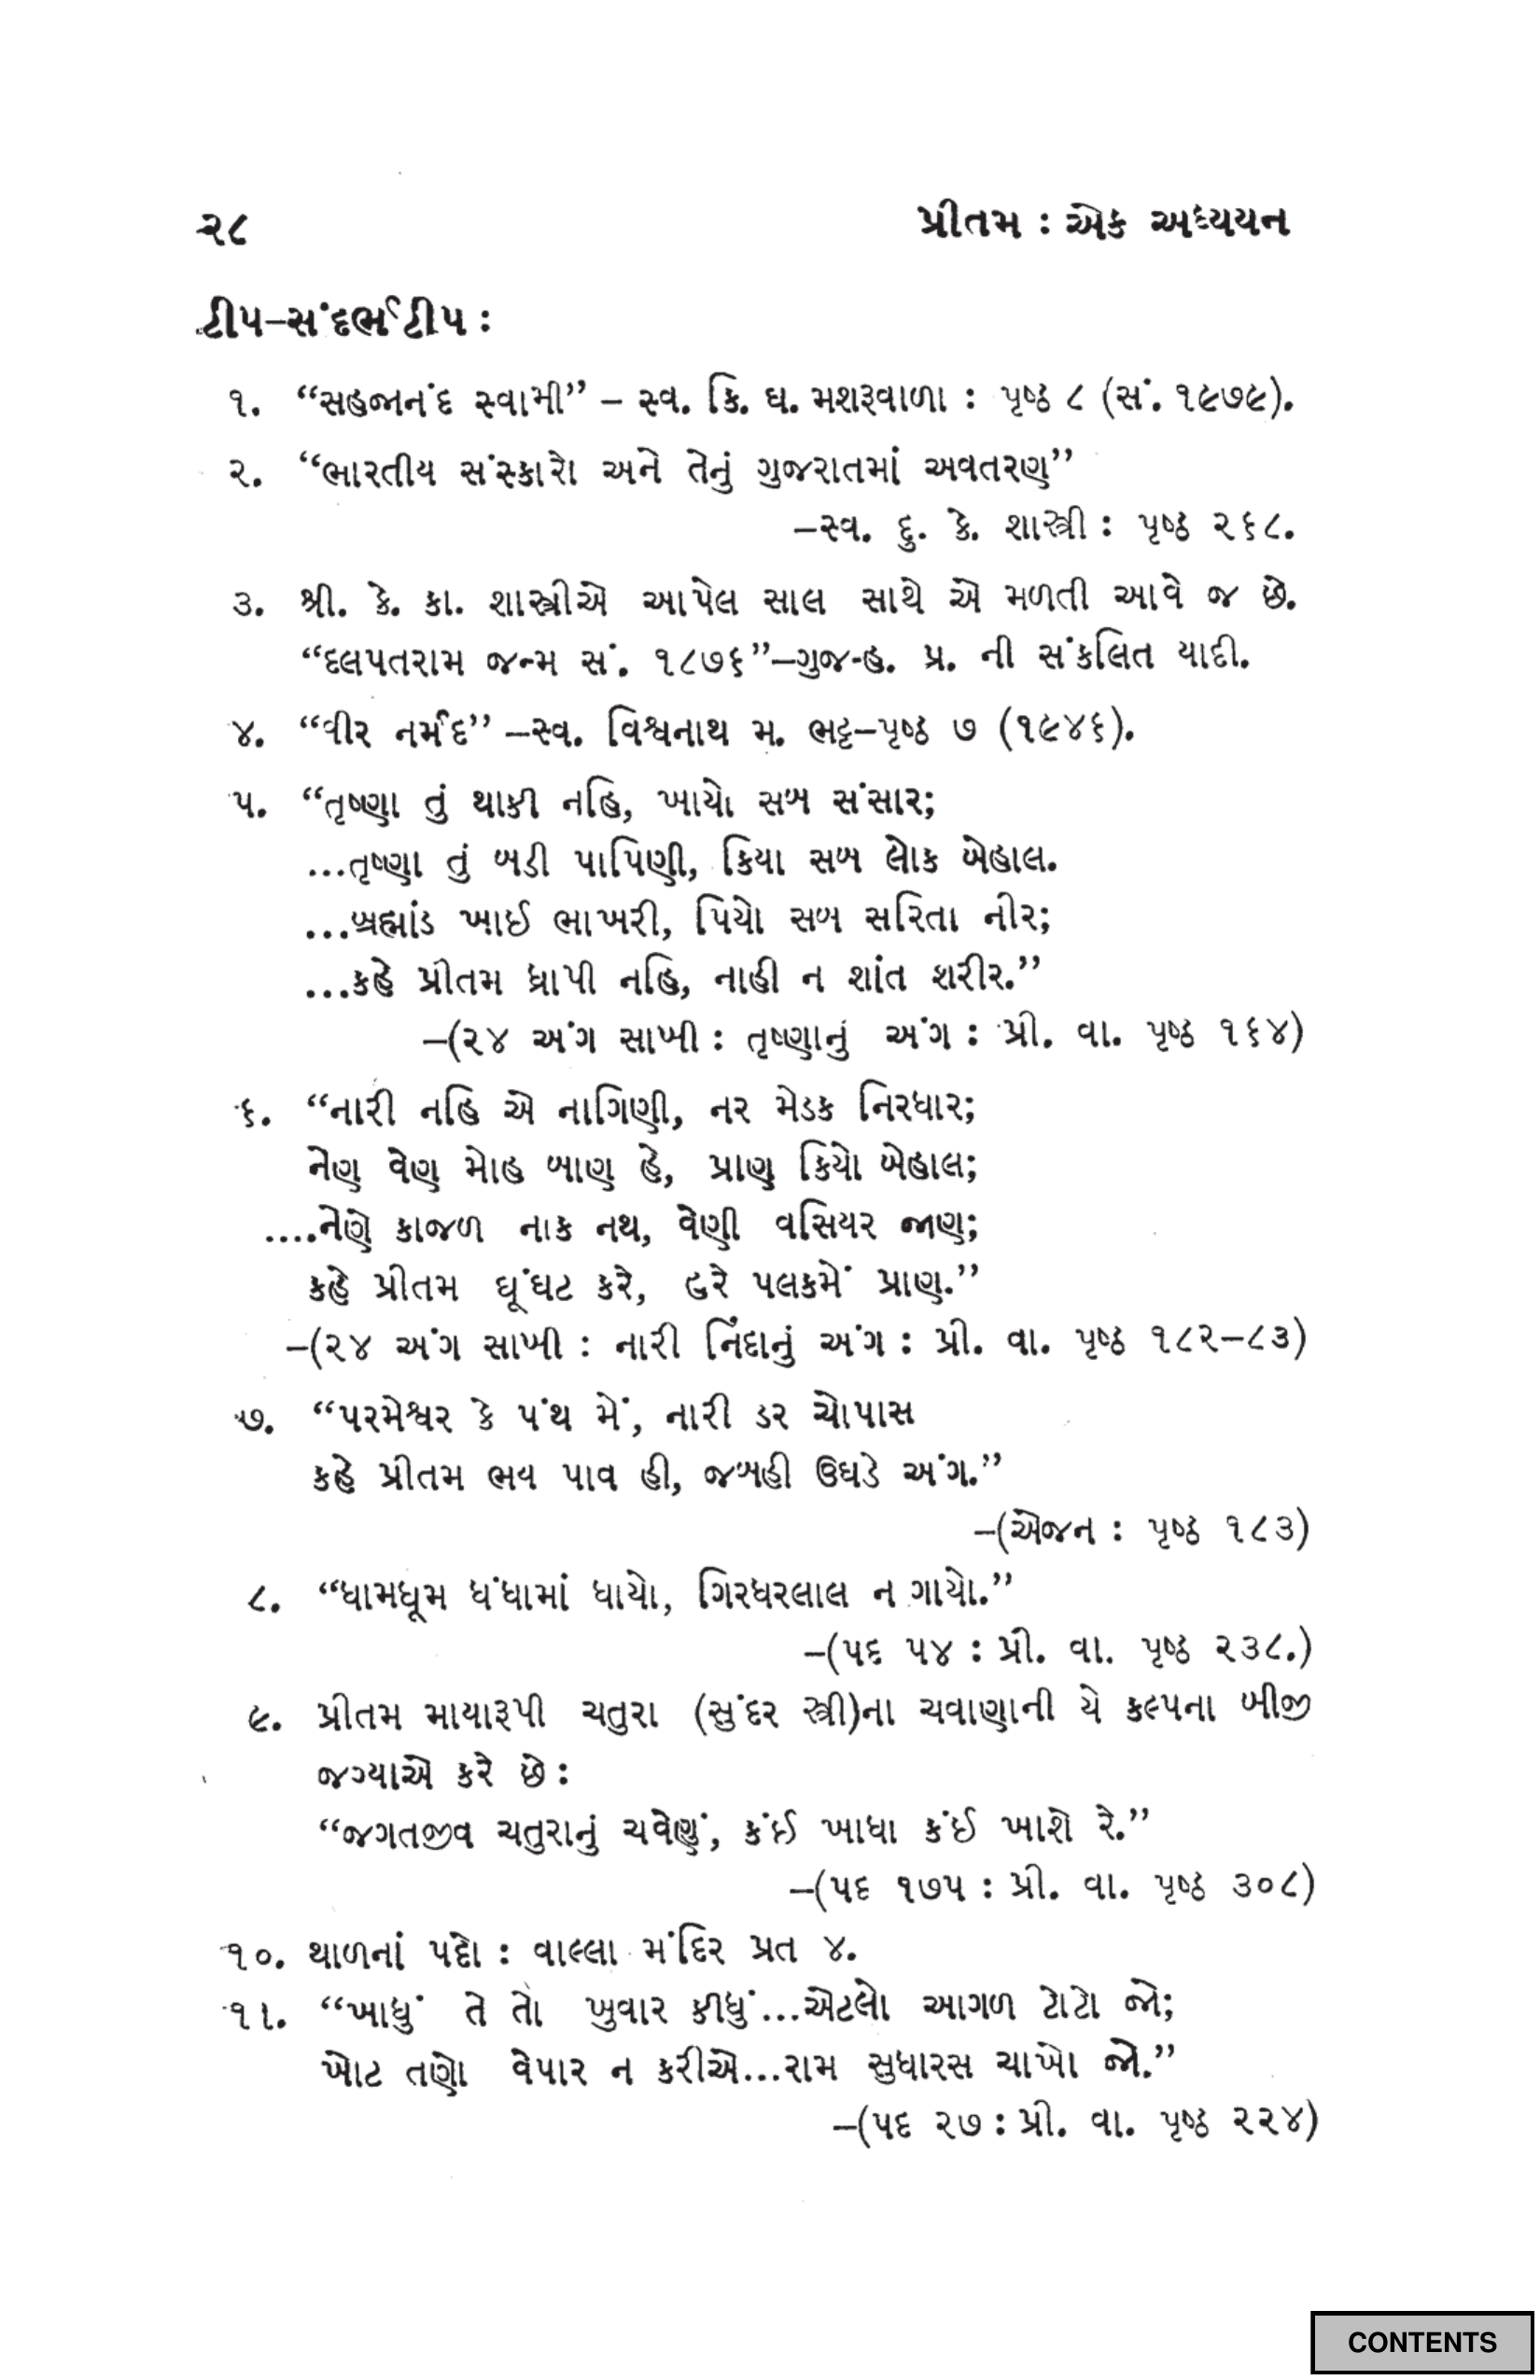 ૨૮ પ્રીતમ : એક અધ્યયન
ટીપ–સંદર્ભટીપ :
૧. “સહજાનંદ સ્વામી” – સ્વ. કિ. ઘ. મશરૂવાળા : પૃષ્ઠ ૮ (સં. ૧૯૭૯).
૨. “ભારતીય સંસ્કારો અને તેનું ગુજરાતમાં અવતરણ”
–સ્વ. દુ. કે. શાસ્ત્રી : પૃષ્ઠ ૨૬૮.
૩. શ્રી. કે. કા. શાસ્ત્રીએ આપેલ સાલ સાથે એ મળતી આવે જ છે.
“દલપતરામ જન્મ સં. ૧૮૭૬”–ગુજ-હ. પ્ર. ની સંકલિત યાદી.
૪. “વીર નર્મદ” –સ્વ. વિશ્વનાથ મ. ભટ્ટ–પૃષ્ઠ ૭ (૧૯૪૬).
૫. “તૃષ્ણા તું થાકી નહિ, ખાયો સબ સંસાર;
...તૃષ્ણા તું બડી પાપિણી, કિયા સબ લોક બેહાલ.
...બ્રહ્માંડ ખાઈ ભાખરી, પિયો સબ સરિતા નીર;
...કહે પ્રીતમ ધ્રાપી નહિ, નાહી ન શાંત શરીર.”
–(૨૪ અંગ સાખી : તૃષ્ણાનું અંગ : પ્રી. વા. પૃષ્ઠ ૧૬૪)
૬. “નારી નહિ એ નાગિણી, નર મેડક નિરધાર;
નેણ વેણ મોહ બાણ હે, પ્રાણ કિયો બેહાલ;
....નેણે કાજળ નાક નથ, વેણી વસિયર જાણ;
કહે પ્રીતમ ઘૂંઘટ કરે, હરે પલકમેં પ્રાણ.”
–(૨૪ અંગ સાખી : નારી નિંદાનું અંગ : પ્રી. વા. પૃષ્ઠ ૧૮૨–૮૩)
૭. “પરમેશ્વર કે પંથ મેં, નારી ડર ચોપાસ
કહે પ્રીતમ ભય પાવ હી, જબહી ઉઘડે અંગ.”
–(એજન : પૃષ્ઠ ૧૮૩)
૮. “ધામધૂમ ધંધામાં ધાયો, ગિરધરલાલ ન ગાયો.”
–(પદ ૫૪ : પ્રી. વા. પૃષ્ઠ ૨૩૮.)
૯. પ્રીતમ માયારૂપી ચતુરા (સુંદર સ્ત્રી)ના ચવાણાની યે કલ્પના બીજી
જગ્યાએ કરે છે :
“જગતજીવ ચતુરાનું ચવેણું, કંઈ ખાધા કંઈ ખાશે રે.”
–(પદ ૧૭૫ : પ્રી. વા. પૃષ્ઠ ૩૦૮)
૧૦. થાળનાં પદો : વાલ્લા મંદિર પ્રત ૪.
૧૧. “ખાધું તે તો ખુવાર કીધું...એટલો આગળ ટોટો જો;
ખોટ તણો વેપાર ન કરીએ...રામ સુધારસ ચાખો જો.”
–(પદ ૨૭ : પ્રી. વા. પૃષ્ઠ ૨૨૪)
CONTENTS